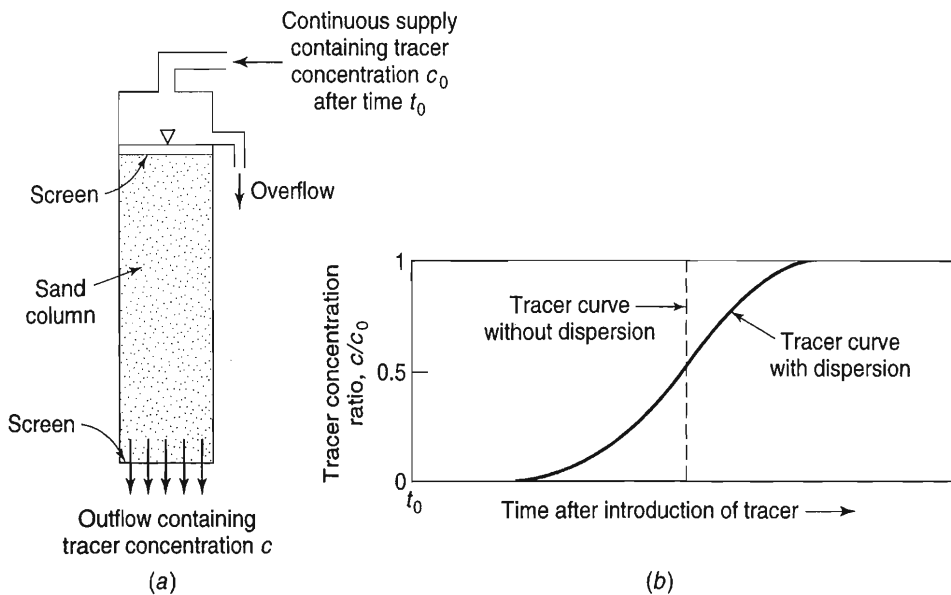 Continuous supply
containing tracer
concentration c₀
after time t₀
Screen
Overflow
Sand
column
Screen
Outflow containing
tracer concentration c
(a)
Tracer concentration
ratio, c/c₀
1
0.5
0
t₀
Tracer curve
without dispersion
Tracer curve
with dispersion
Time after introduction of tracer
(b)